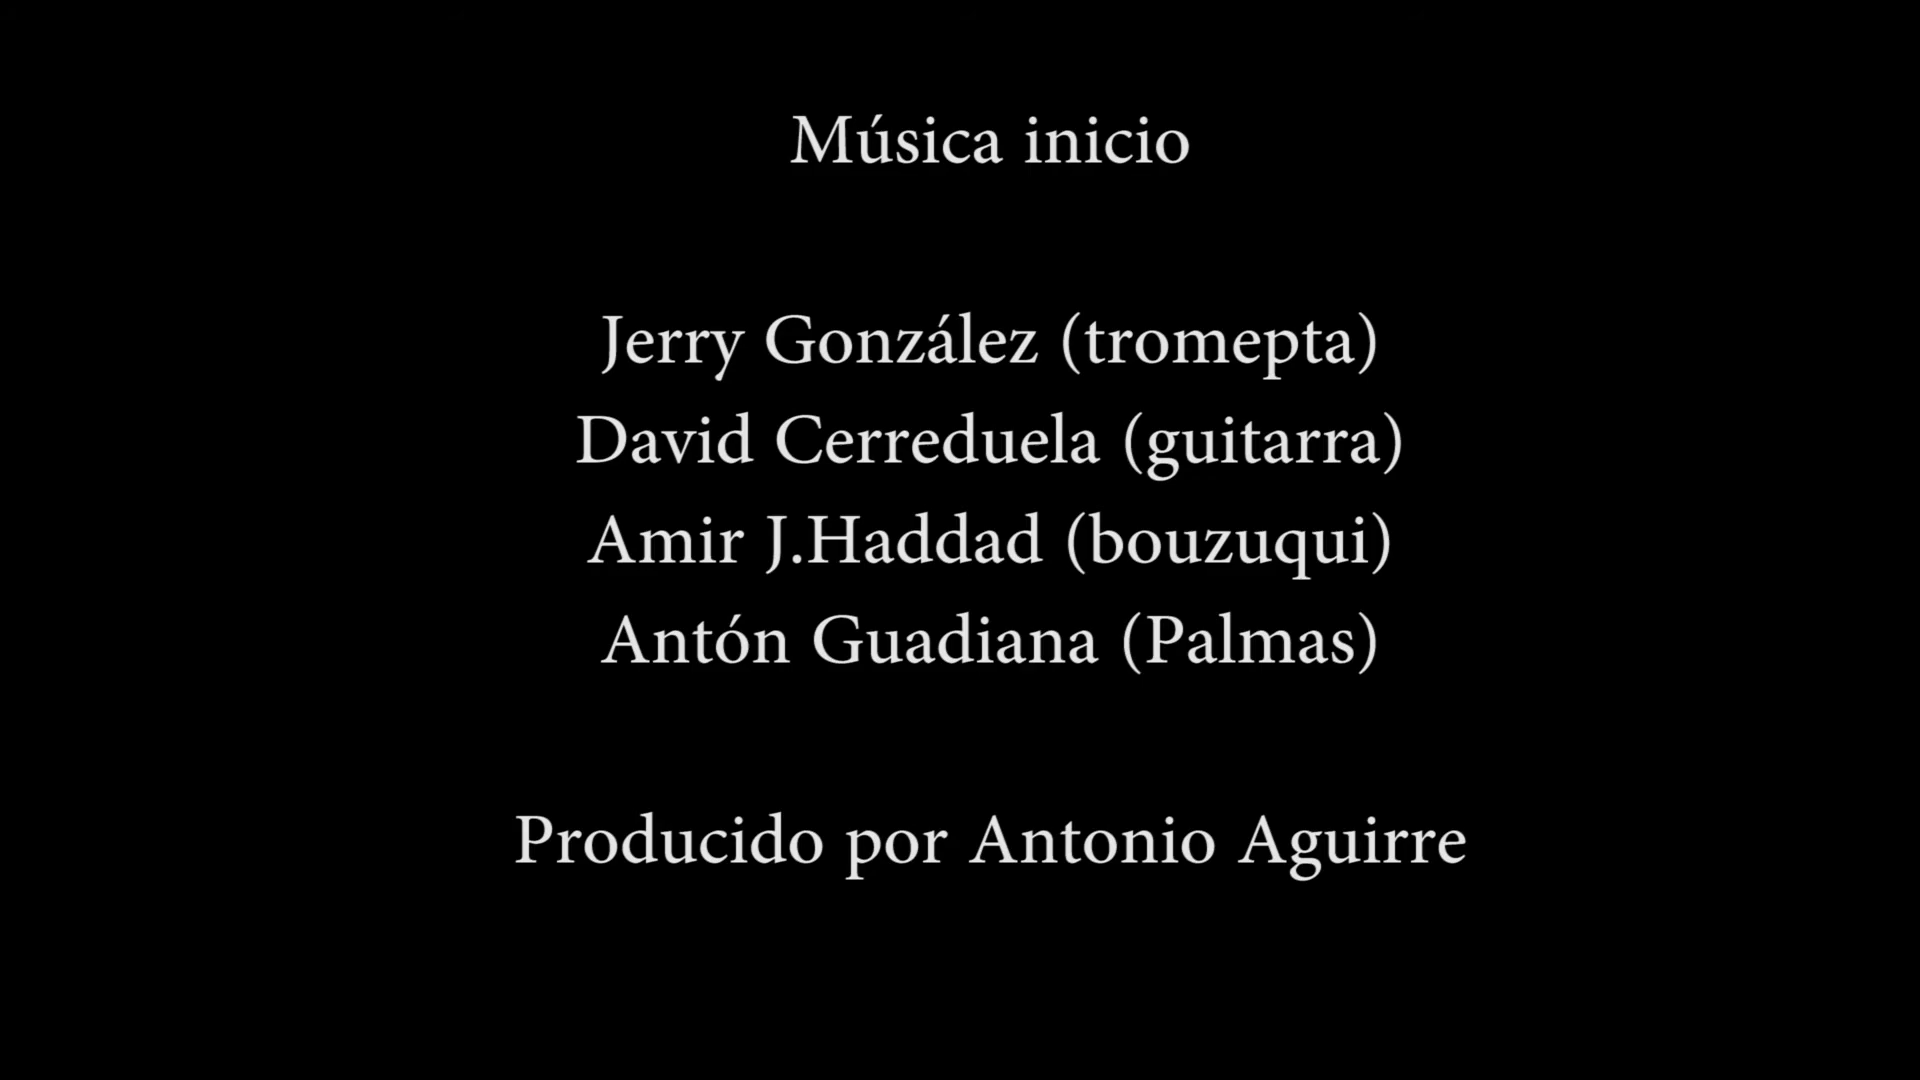 Música inicio
Jerry González (tromepta)
David Cerreduela (guitarra)
Amir J.Haddad (bouzuqui)
Antón Guadiana (Palmas)
Producido por Antonio Aguirre